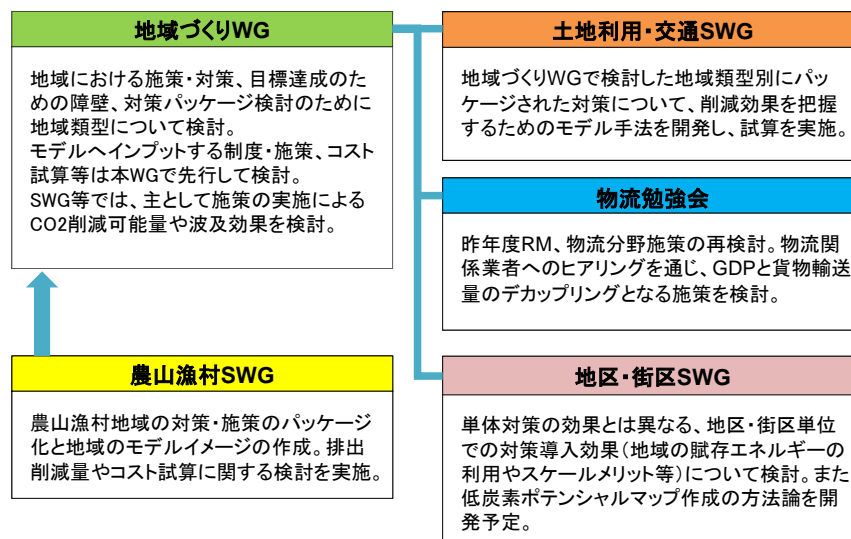 地域づくりWG
地域における施策・対策、目標達成のた
めの障壁、対策パッケージ検討のために
地域類型について検討。
モデルへインプットする制度・施策、コスト
試算等は本WGで先行して検討。
SWG等では、主として施策の実施による
CO2削減可能量や波及効果を検討。
農山漁村SWG
農山漁村地域の対策・施策のパッケージ
化と地域のモデルイメージの作成。排出
削減量やコスト試算に関する検討を実施。
土地利用・交通SWG
地域づくりWGで検討した地域類型別にパッ
ケージされた対策について、削減効果を把握
するためのモデル手法を開発し、試算を実施。
物流勉強会
昨年度RM、物流分野施策の再検討。物流関
係業者へのヒアリングを通じ、GDPと貨物輸送
量のデカップリングとなる施策を検討。
地区・街区SWG
単体対策の効果とは異なる、地区・街区単位
での対策導入効果（地域の賦存エネルギーの
利用やスケールメリット等）について検討。また
低炭素ポテンシャルマップ作成の方法論を開
発予定。